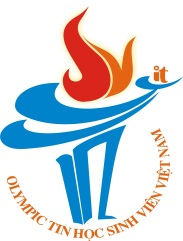 SV
it
OLYMPIC TIN HỌC SINH VIÊN VIỆT NAM